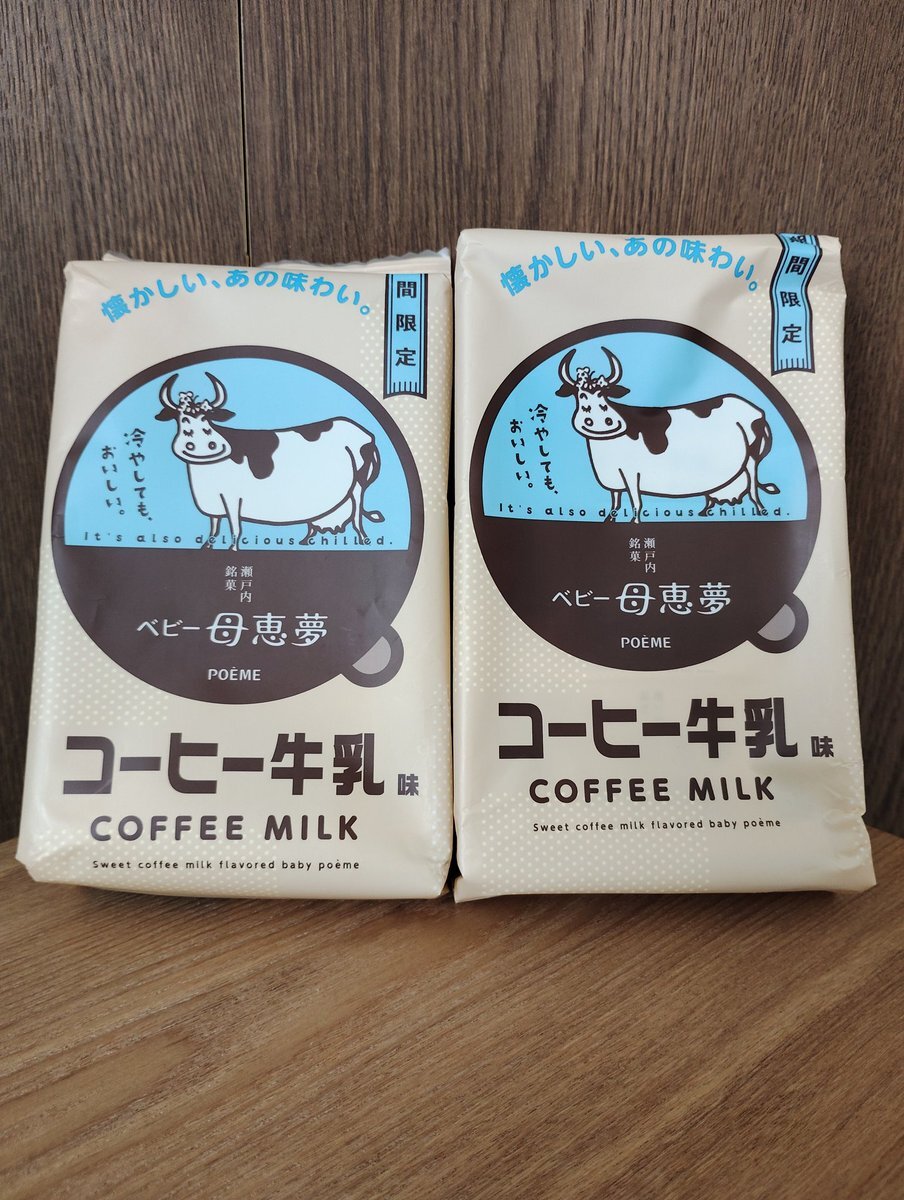 懐かしい、あの味わい。
間限定
冷やしても、
おいしい。
It's also delicious chilled.
瀬戸内
銘菓
ベビー母恵夢
POÈME
コーヒー牛乳味
COFFEE MILK
Sweet coffee milk flavored baby poème
懐かしい、あの味わい。
期間限定
冷やしても、
おいしい。
It's also delicious chilled.
瀬戸内
銘菓
ベビー母恵夢
POÈME
コーヒー牛乳味
COFFEE MILK
Sweet coffee milk flavored baby poème